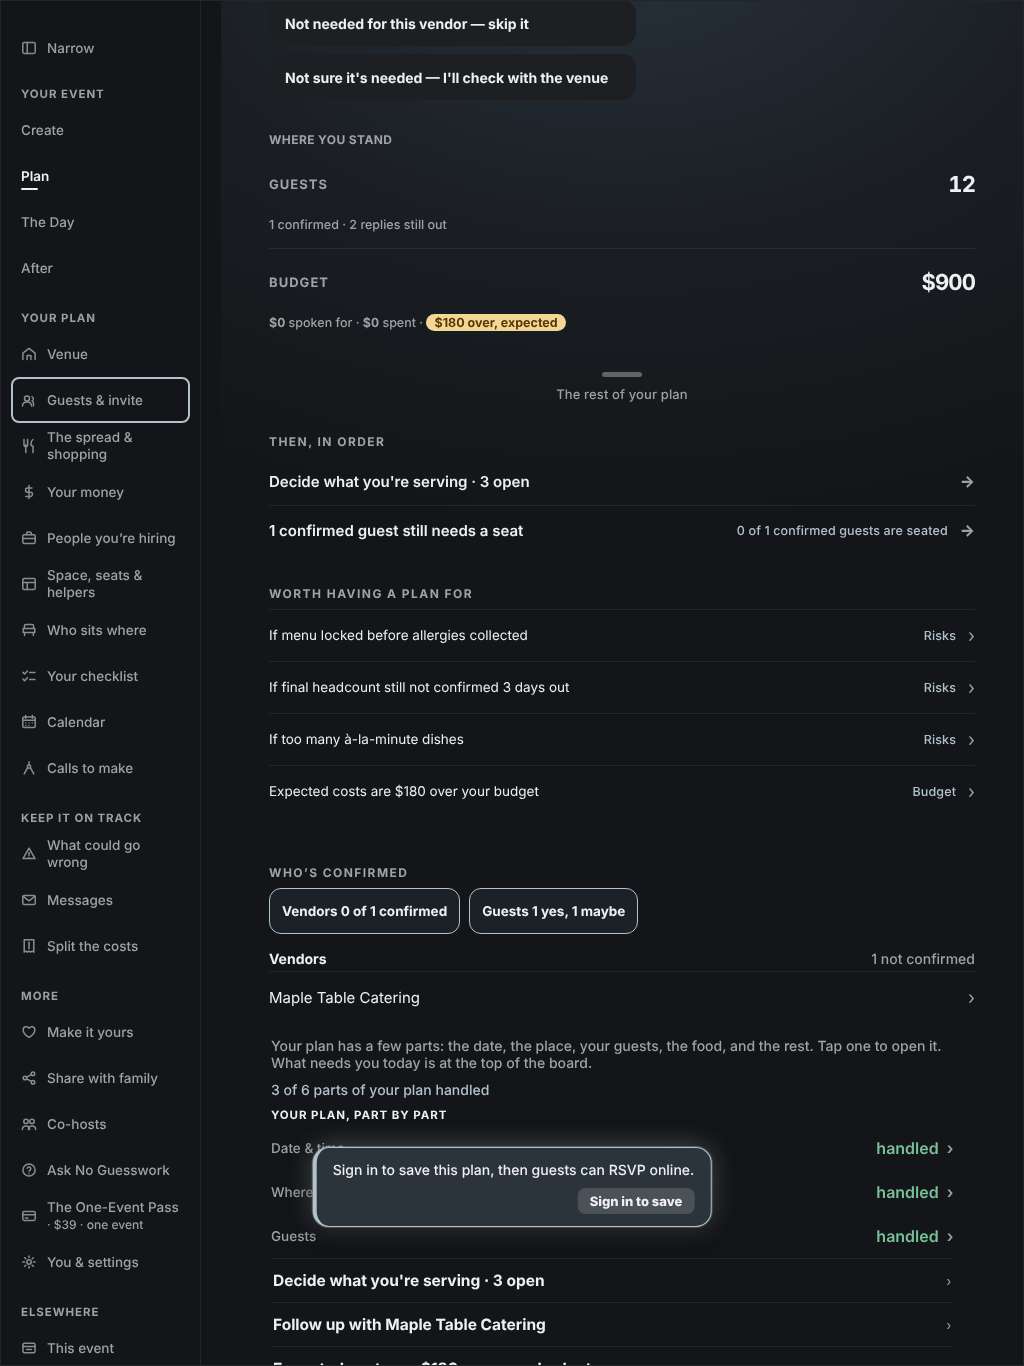 Narrow
YOUR EVENT
Create
Plan
The Day
After
YOUR PLAN
Venue
Guests & invite
The spread &
shopping
Your money
People you're hiring
Space, seats &
helpers
Who sits where
Your checklist
Calendar
Calls to make
KEEP IT ON TRACK
What could go
wrong
Messages
Split the costs
MORE
Make it yours
Share with family
Co-hosts
Ask No Guesswork
The One-Event Pass
· $39 · one event
You & settings
ELSEWHERE
This event
Not needed for this vendor — skip it
Not sure it's needed — I'll check with the venue
WHERE YOU STAND
GUESTS 12
1 confirmed · 2 replies still out
BUDGET $900
$0 spoken for · $0 spent · $180 over, expected
The rest of your plan
THEN, IN ORDER
Decide what you're serving · 3 open →
1 confirmed guest still needs a seat 0 of 1 confirmed guests are seated →
WORTH HAVING A PLAN FOR
If menu locked before allergies collected Risks ›
If final headcount still not confirmed 3 days out Risks ›
If too many à-la-minute dishes Risks ›
Expected costs are $180 over your budget Budget ›
WHO'S CONFIRMED
Vendors 0 of 1 confirmed Guests 1 yes, 1 maybe
Vendors 1 not confirmed
Maple Table Catering ›
Your plan has a few parts: the date, the place, your guests, the food, and the rest. Tap one to open it.
What needs you today is at the top of the board.
3 of 6 parts of your plan handled
YOUR PLAN, PART BY PART
Date & time handled ›
Sign in to save this plan, then guests can RSVP online.
Where handled ›
Sign in to save
Guests handled ›
Decide what you're serving · 3 open ›
Follow up with Maple Table Catering ›